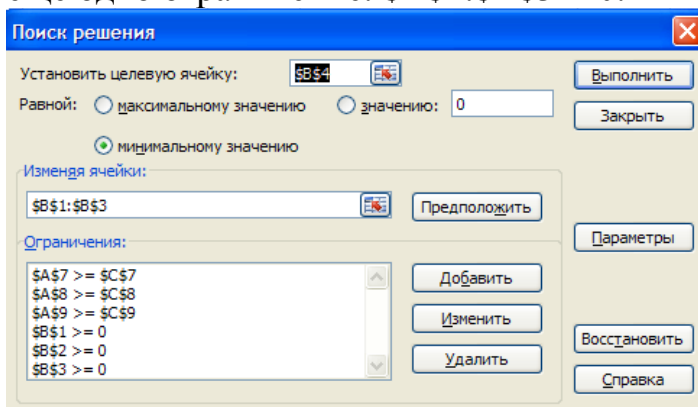 Поиск решения
Установить целевую ячейку: $B$4
Выполнить
Равной: максимальному значению значению: 0
Закрыть
минимальному значению
Изменяя ячейки:
$B$1:$B$3
Предположить
Ограничения:
Параметры
$A$7 >= $C$7
$A$8 >= $C$8
$A$9 >= $C$9
$B$1 >= 0
$B$2 >= 0
$B$3 >= 0
Добавить
Изменить
Удалить
Восстановить
Справка